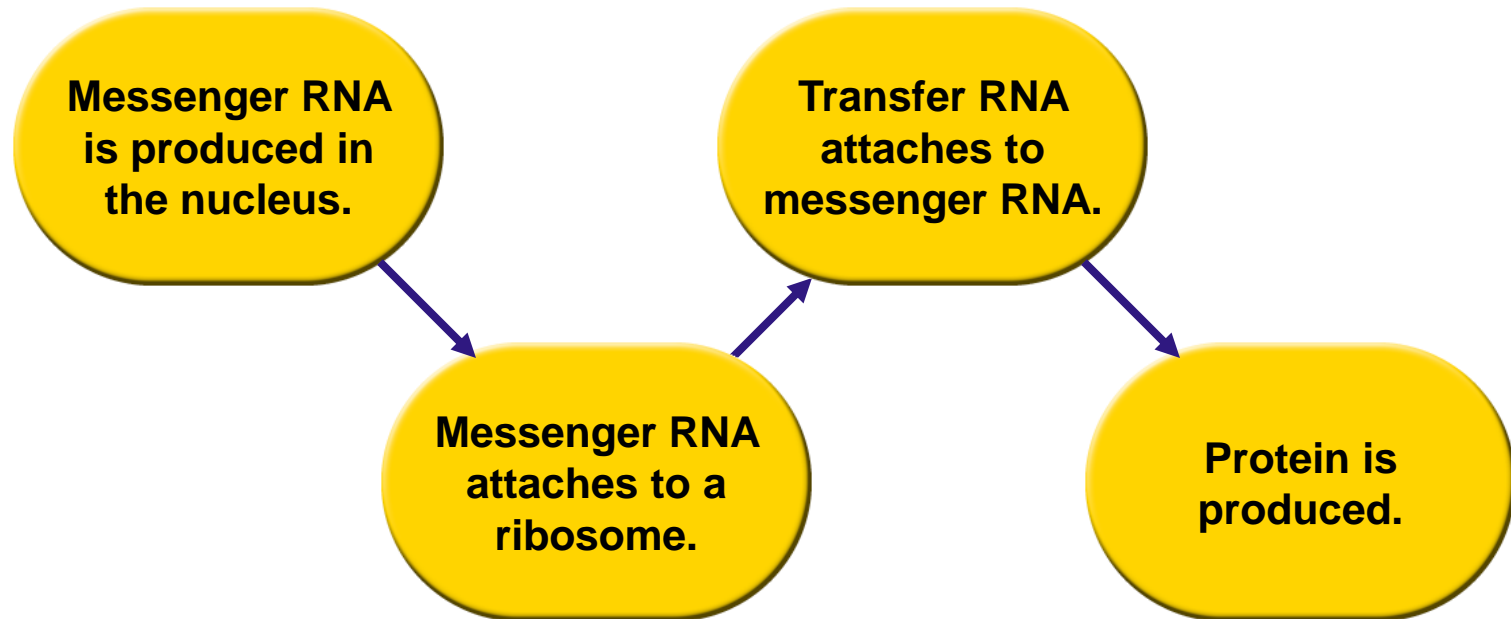 Messenger RNA
is produced in
the nucleus.
Messenger RNA
attaches to a
ribosome.
Transfer RNA
attaches to
messenger RNA.
Protein is
produced.